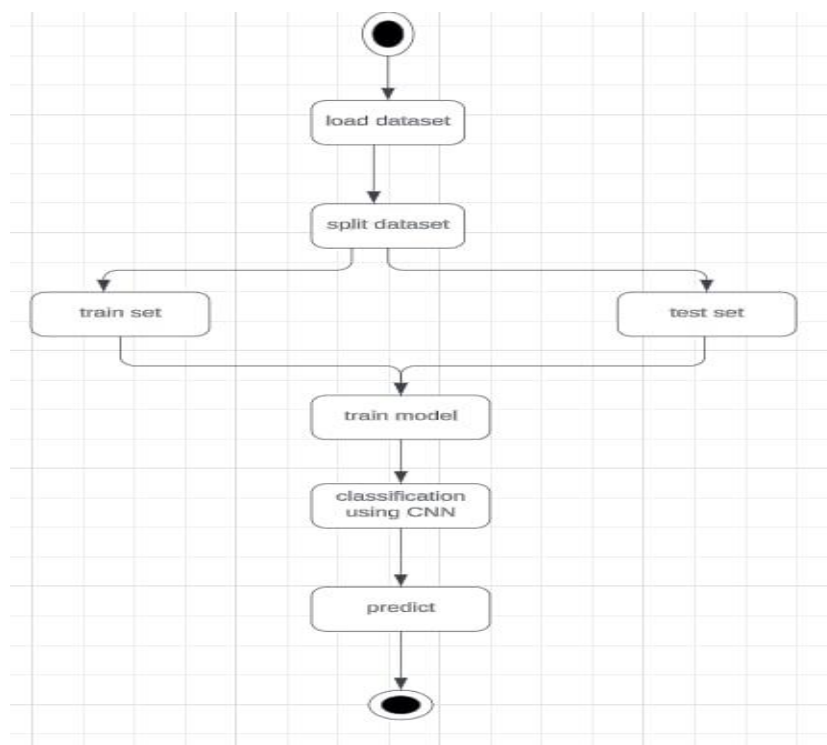 load dataset
split dataset
train set
test set
train model
classification
using CNN
predict